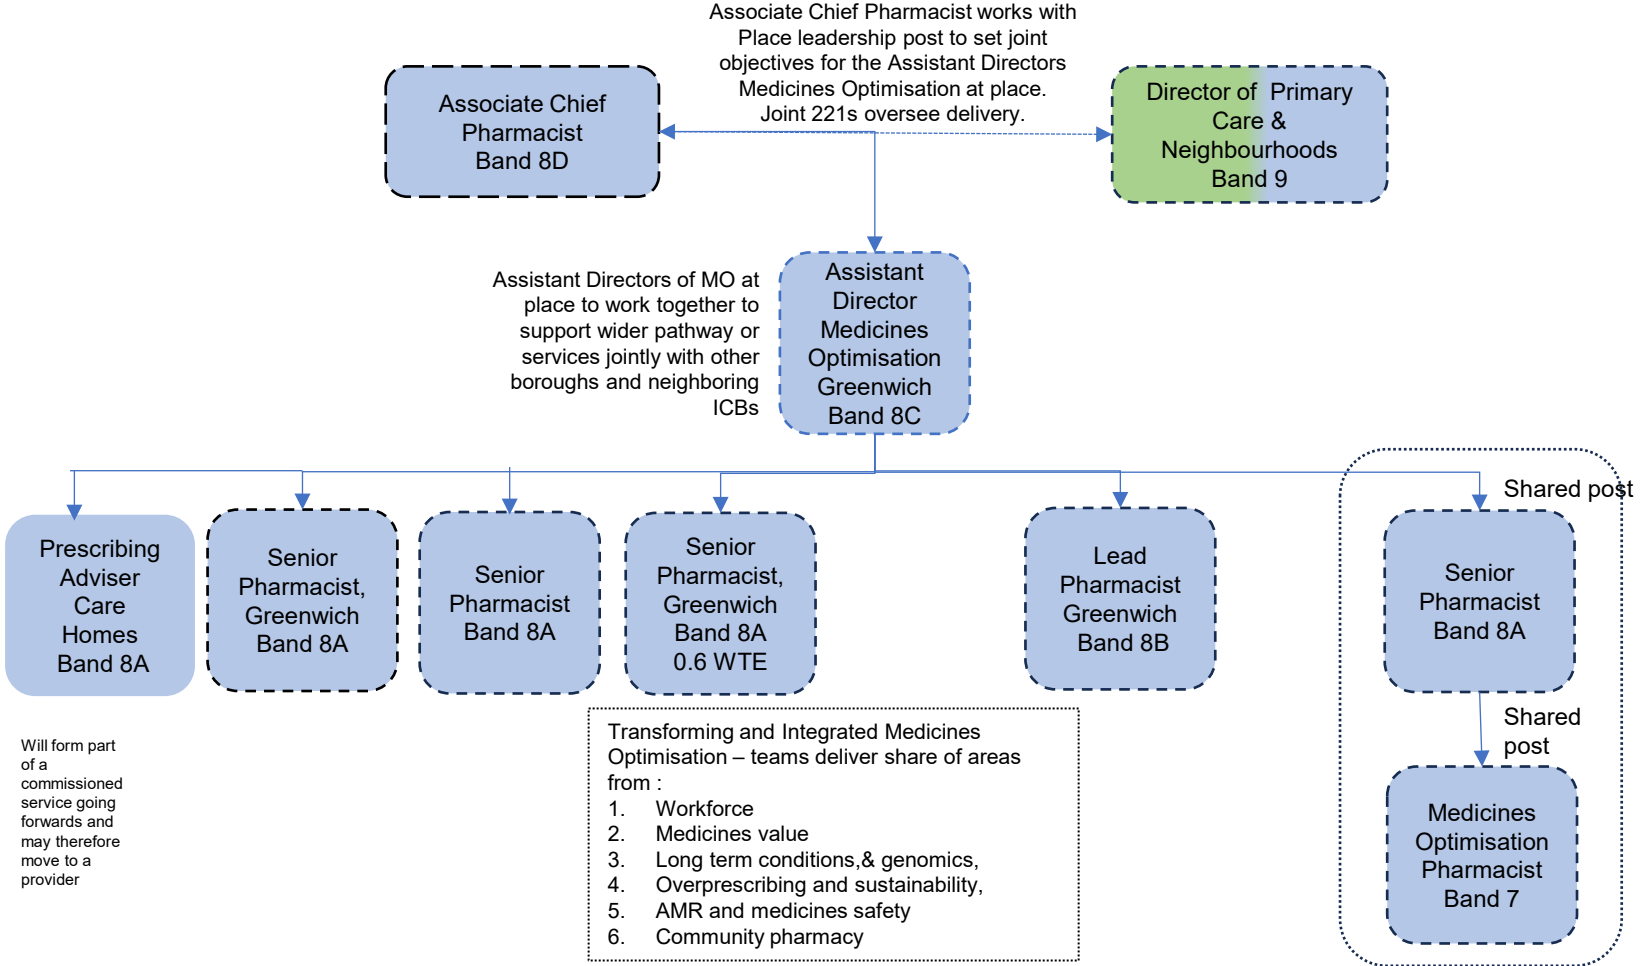 Associate Chief Pharmacist works with
Place leadership post to set joint
objectives for the Assistant Directors
Medicines Optimisation at place.
Joint 221s oversee delivery.
Associate Chief
Pharmacist
Band 8D
Director of  Primary
Care &
Neighbourhoods
Band 9
Assistant Directors of MO at
place to work together to
support wider pathway or
services jointly with other
boroughs and neighboring
ICBs
Assistant
Director
Medicines
Optimisation
Greenwich
Band 8C
Prescribing
Adviser
Care
Homes
Band 8A
Senior
Pharmacist,
Greenwich
Band 8A
Senior
Pharmacist
Band 8A
Senior
Pharmacist,
Greenwich
Band 8A
0.6 WTE
Lead
Pharmacist
Greenwich
Band 8B
Shared post
Senior
Pharmacist
Band 8A
Shared
post
Medicines
Optimisation
Pharmacist
Band 7
Will form part
of a
commissioned
service going
forwards and
may therefore
move to a
provider
Transforming and Integrated Medicines
Optimisation – teams deliver share of areas
from :
1. Workforce
2. Medicines value
3. Long term conditions,& genomics,
4. Overprescribing and sustainability,
5. AMR and medicines safety
6. Community pharmacy